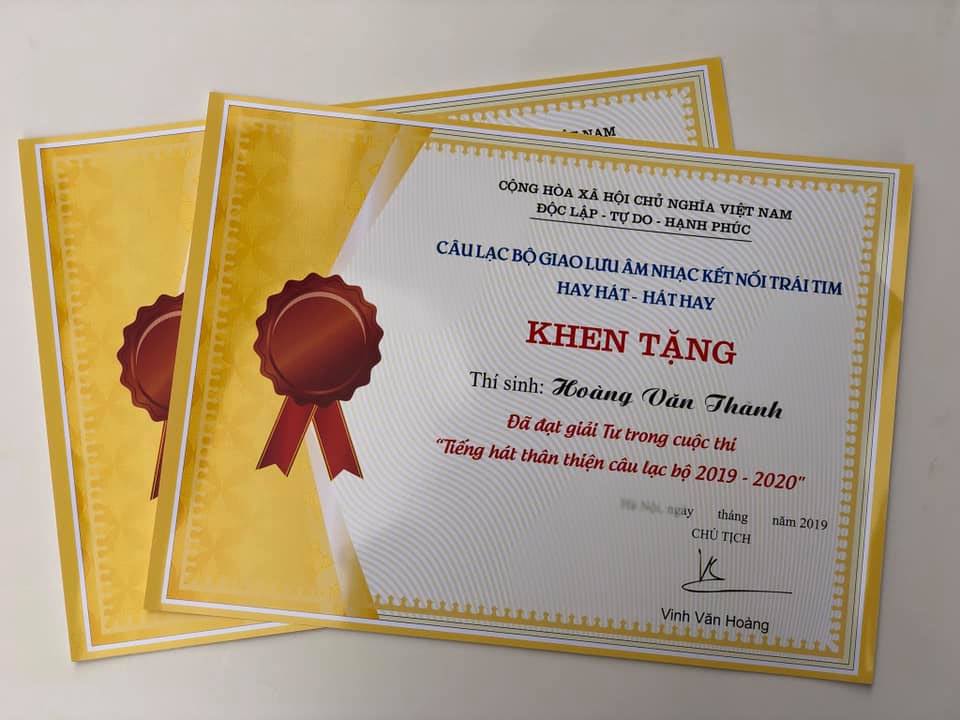 NAM
CỘNG HÒA XÃ HỘI CHỦ NGHĨA VIỆT NAM
ĐỘC LẬP - TỰ DO - HẠNH PHÚC
CÂU LẠC BỘ GIAO LƯU ÂM NHẠC KẾT NỐI TRÁI TIM
HAY HÁT - HÁT HAY
KHEN TẶNG
Thí sinh: Hoàng Văn Thành
Đã đạt giải Tư trong cuộc thi
"Tiếng hát thân thiện câu lạc bộ 2019 - 2020"
Hà Nội, ngày tháng năm 2019
CHỦ TỊCH
Vinh Văn Hoàng